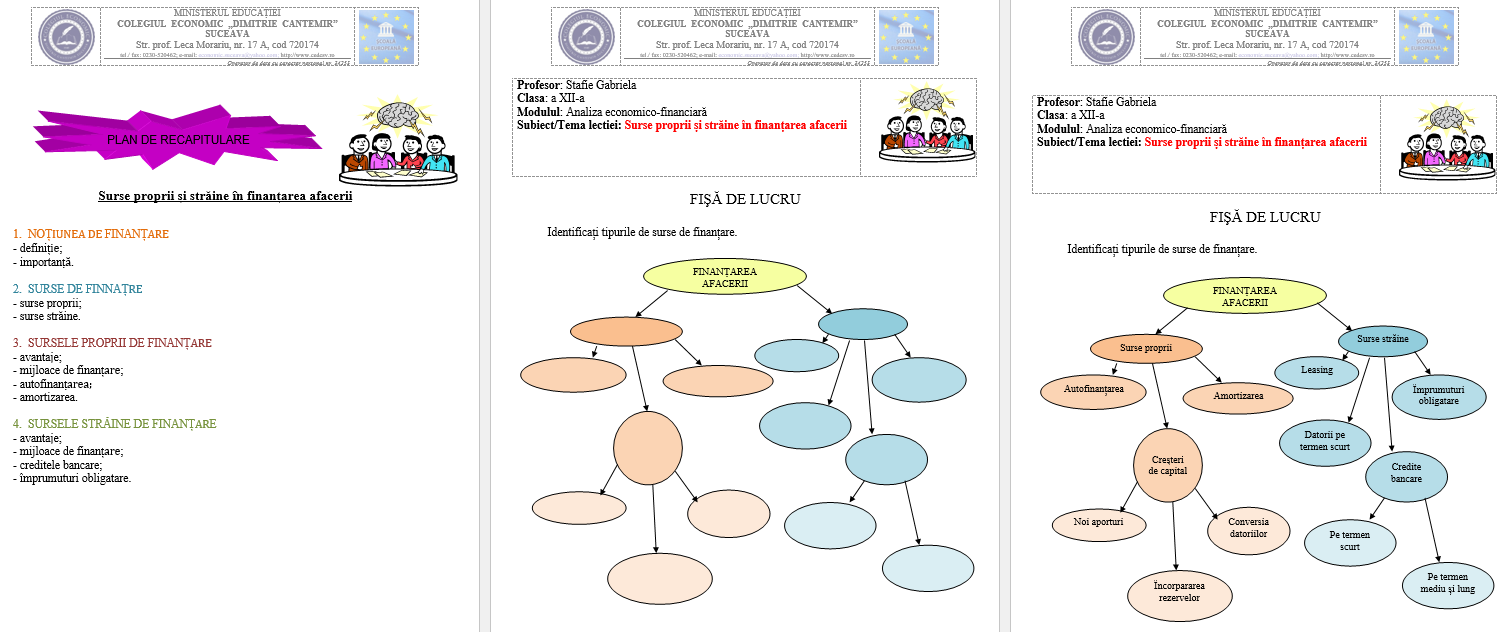 MINISTERUL EDUCAȚIEI
COLEGIUL ECONOMIC „DIMITRIE CANTEMIR”
SUCEAVA
Str. prof. Leca Morariu, nr. 17 A, cod 720174
PLAN DE RECAPITULARE
Surse proprii si străine în finanțarea afacerii
1. NOȚIUNEA DE FINANȚARE
- definiție;
- importanță.
2. SURSE DE FINNAȚRE
- surse proprii;
- surse străine.
3. SURSELE PROPRII DE FINANȚARE
- avantaje;
- mijloace de finanțare;
- autofinanțarea;
- amortizarea.
4. SURSELE STRĂINE DE FINANȚARE
- avantaje;
- mijloace de finanțare;
- creditele bancare;
- împrumuturi obligatare.
MINISTERUL EDUCAȚIEI
COLEGIUL ECONOMIC „DIMITRIE CANTEMIR”
SUCEAVA
Str. prof. Leca Morariu, nr. 17 A, cod 720174
Profesor: Stafie Gabriela
Clasa: a XII-a
Modulul: Analiza economico-financiară
Subiect/Tema lectiei: Surse proprii și străine în finanțarea afacerii
FIŞĂ DE LUCRU
Identificați tipurile de surse de finanțare.
FINANȚAREA
AFACERII
MINISTERUL EDUCAȚIEI
COLEGIUL ECONOMIC „DIMITRIE CANTEMIR”
SUCEAVA
Str. prof. Leca Morariu, nr. 17 A, cod 720174
Profesor: Stafie Gabriela
Clasa: a XII-a
Modulul: Analiza economico-financiară
Subiect/Tema lectiei: Surse proprii și străine în finanțarea afacerii
FIŞĂ DE LUCRU
Identificați tipurile de surse de finanțare.
FINANȚAREA
AFACERII
Surse proprii
Surse străine
Autofinanțarea
Amortizarea
Leasing
Împrumuturi
obligatare
Creşteri
de capital
Datorii pe
termen scurt
Credite
bancare
Noi aporturi
Conversia
datoriilor
Încorpararea
rezervelor
Pe termen
scurt
Pe termen
mediu şi lung